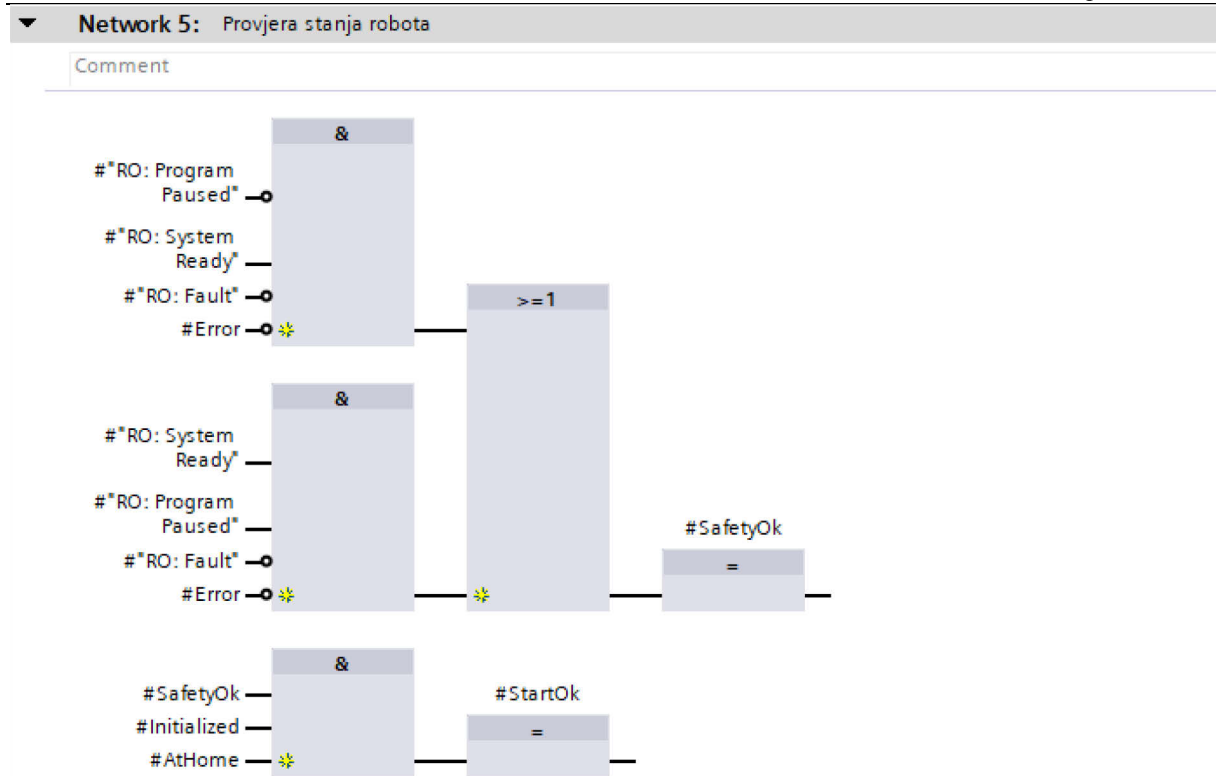 Network 5: Provjera stanja robota
Comment
&
#"RO: Program
Paused"
#"RO: System
Ready"
#"RO: Fault"
#Error
>=1
&
#"RO: System
Ready"
#"RO: Program
Paused"
#"RO: Fault"
#Error
#SafetyOk
=
&
#SafetyOk
#Initialized
#AtHome
#StartOk
=